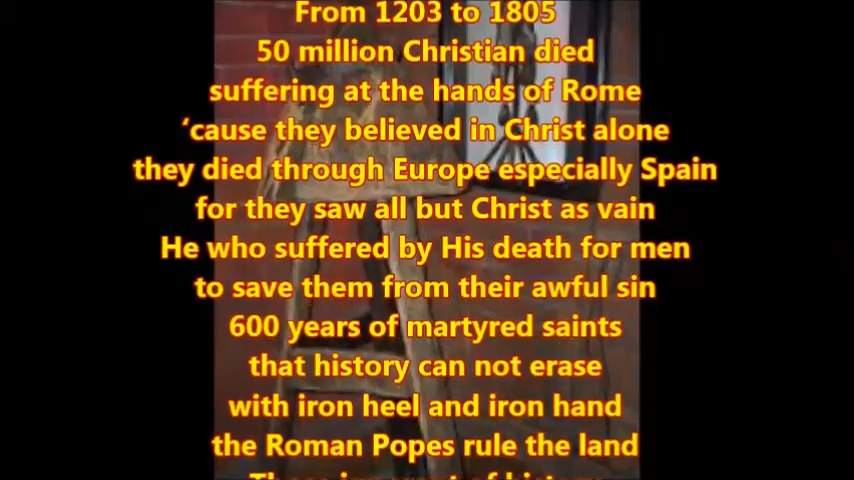 From 1203 to 1805
50 million Christian died
suffering at the hands of Rome
‘cause they believed in Christ alone
they died through Europe especially Spain
for they saw all but Christ as vain
He who suffered by His death for men
to save them from their awful sin
600 years of martyred saints
that history can not erase
with iron heel and iron hand
the Roman Popes rule the land